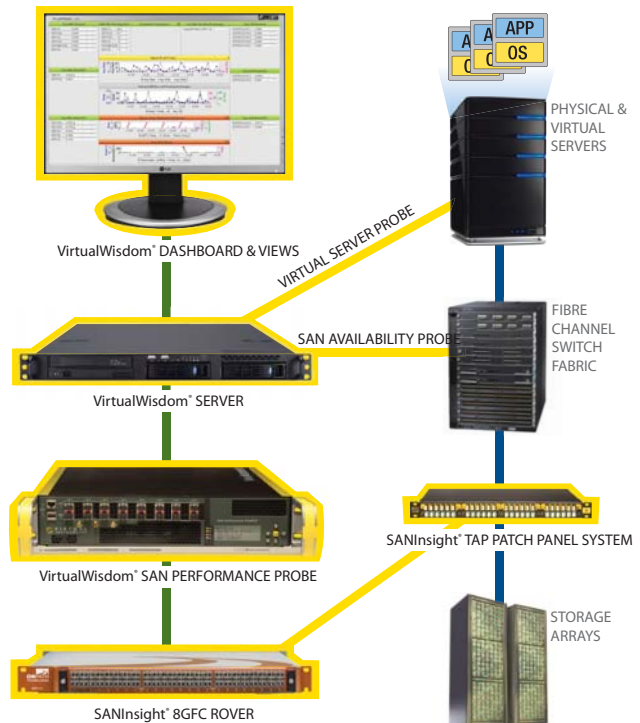 APP
A
A
OS
O
O
PHYSICAL &
VIRTUAL
SERVERS
VirtualWisdom® DASHBOARD & VIEWS
VIRTUAL SERVER PROBE
SAN AVAILABILITY PROBE
FIBRE
CHANNEL
SWITCH
FABRIC
VirtualWisdom® SERVER
SANInsight® TAP PATCH PANEL SYSTEM
VirtualWisdom® SAN PERFORMANCE PROBE
STORAGE
ARRAYS
SANInsight® 8GFC ROVER